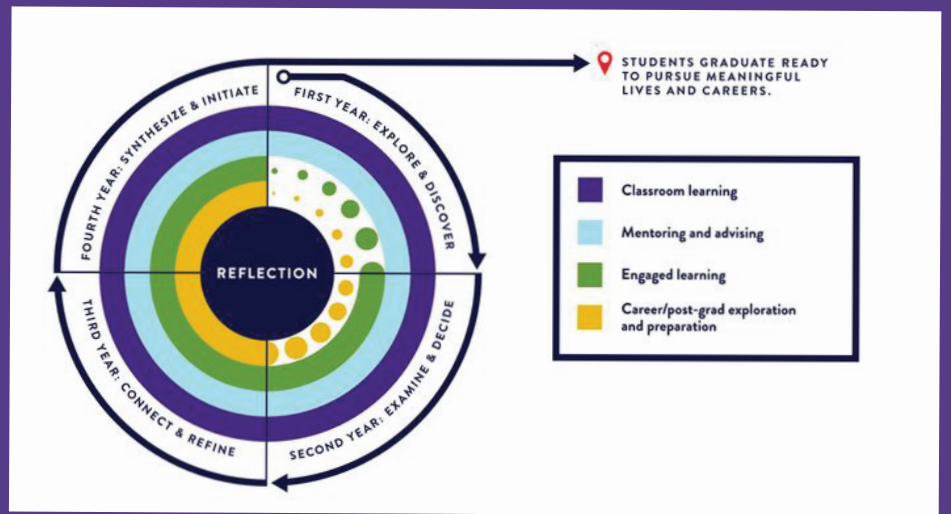 STUDENTS GRADUATE READY
TO PURSUE MEANINGFUL
LIVES AND CAREERS.
FIRST YEAR: EXPLORE & DISCOVER
SECOND YEAR: EXAMINE & DECIDE
THIRD YEAR: CONNECT & REFINE
FOURTH YEAR: SYNTHESIZE & INITIATE
REFLECTION
Classroom learning
Mentoring and advising
Engaged learning
Career/post-grad exploration
and preparation